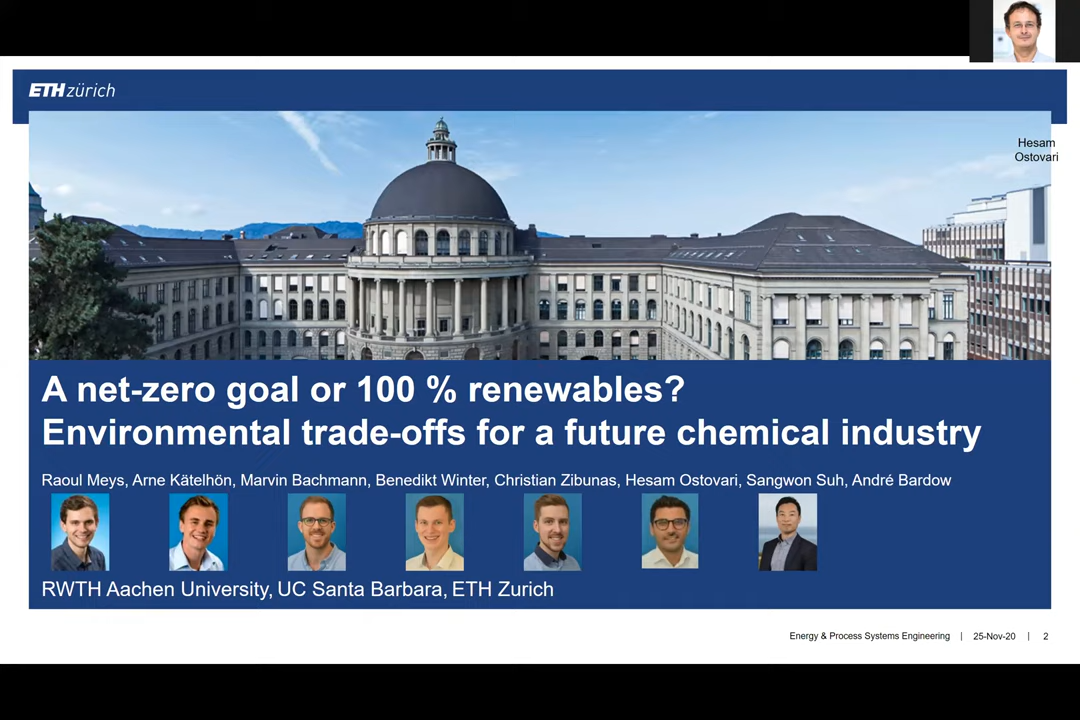 ETH zürich
Hesam
Ostovari
A net-zero goal or 100 % renewables?
Environmental trade-offs for a future chemical industry
Raoul Meys, Arne Kätelhön, Marvin Bachmann, Benedikt Winter, Christian Zibunas, Hesam Ostovari, Sangwon Suh, André Bardow
RWTH Aachen University, UC Santa Barbara, ETH Zurich
Energy & Process Systems Engineering | 25-Nov-20 | 2